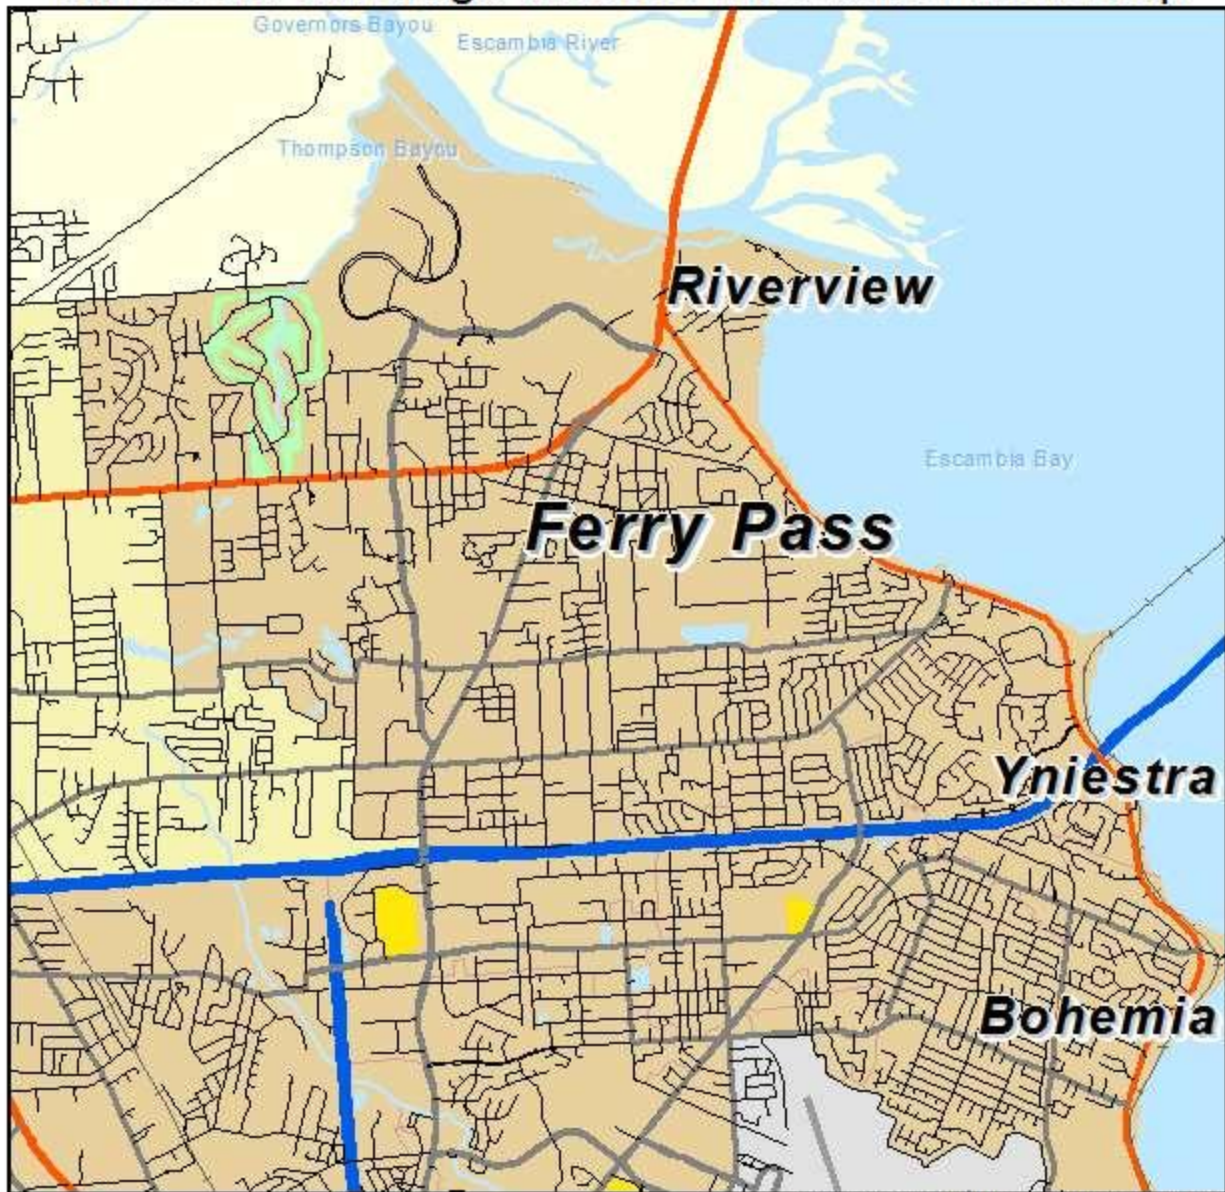 Governors Bayou
Escambia River
Thompson Bayou
Riverview
Escambia Bay
Ferry Pass
Yniestra
Bohemia